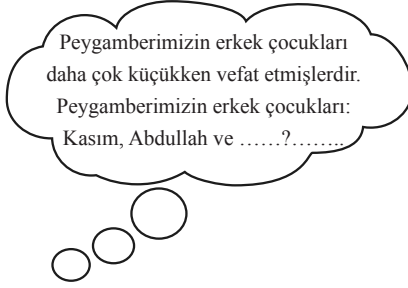 Peygamberimizin erkek çocukları
daha çok küçükken vefat etmişlerdir.
Peygamberimizin erkek çocukları:
Kasım, Abdullah ve ……?……..